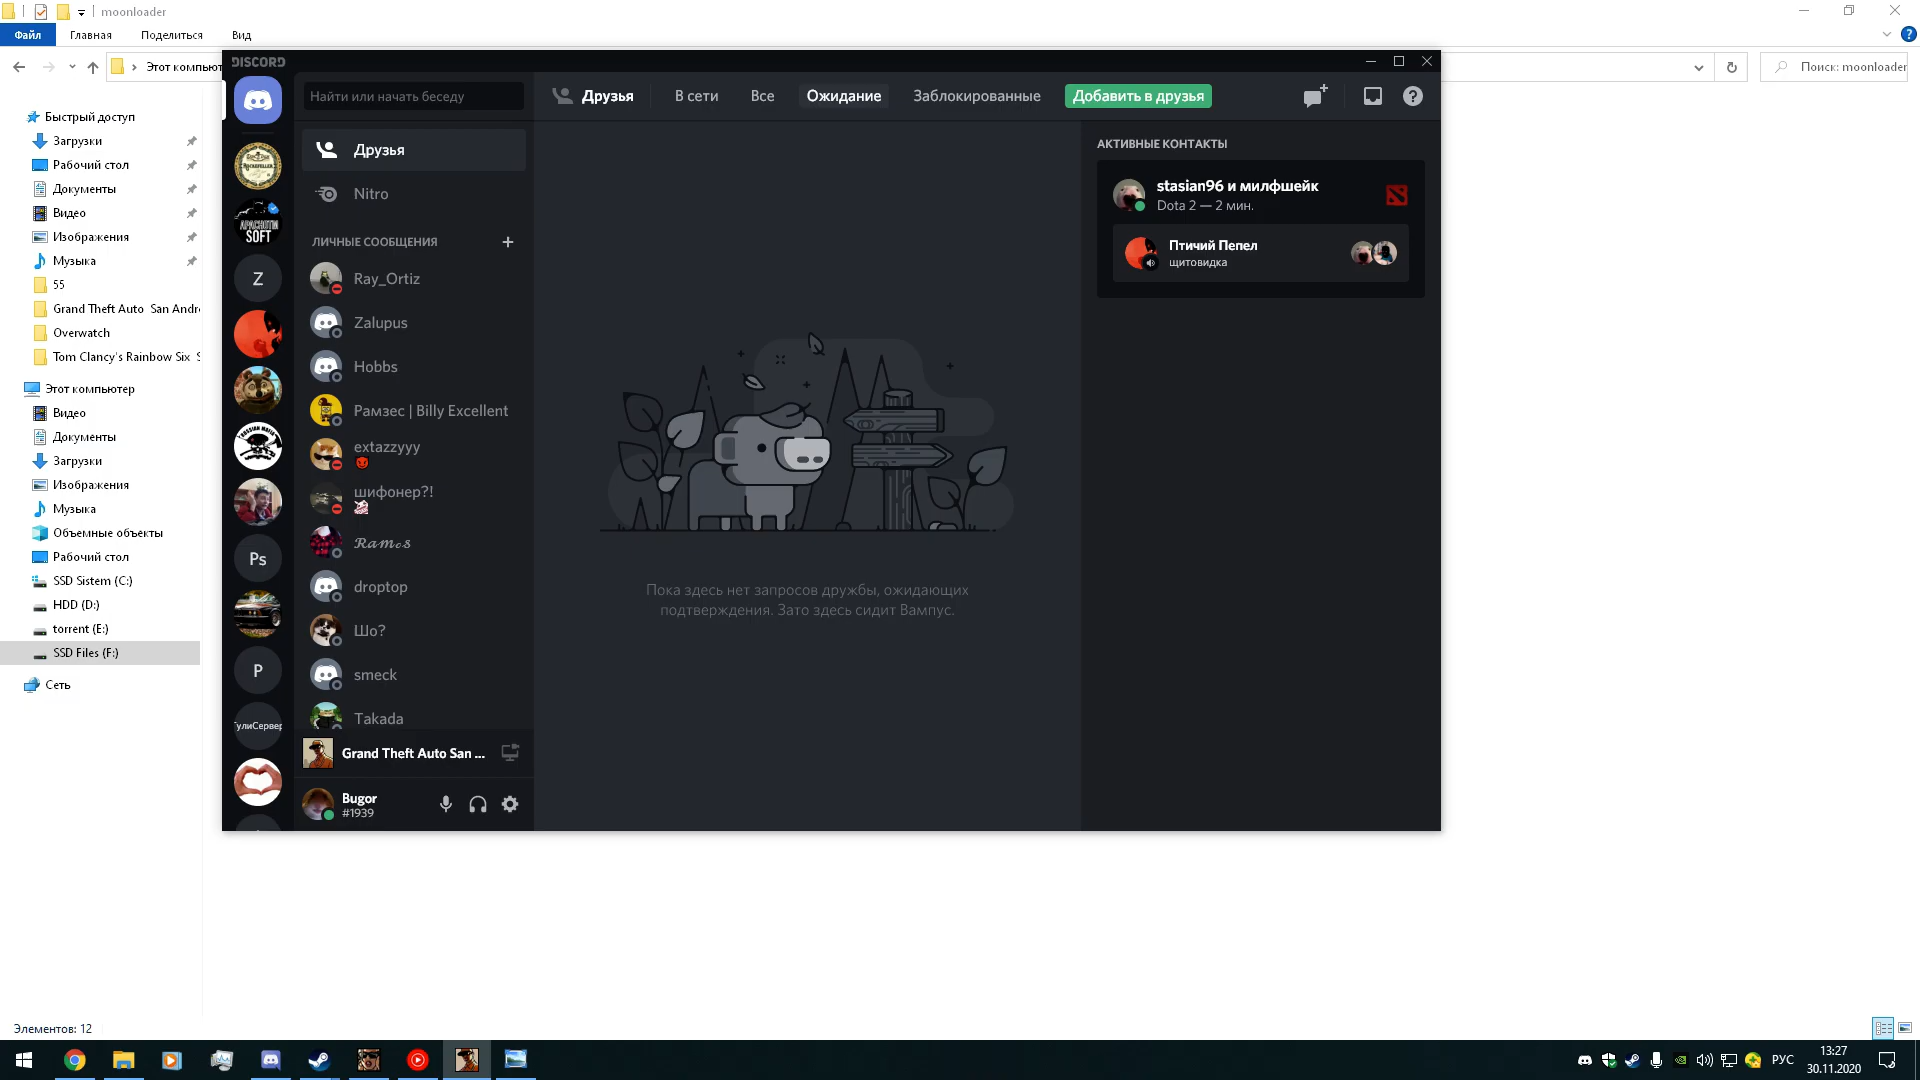 moonloader
Файл
Главная
Поделиться
Вид
Этот компьют
Поиск: moonloader
Быстрый доступ
Загрузки
Рабочий стол
Документы
Видео
Изображения
Музыка
55
Grand Theft Auto San Andr
Overwatch
Tom Clancy's Rainbow Six S
Этот компьютер
Видео
Документы
Загрузки
Изображения
Музыка
Объемные объекты
Рабочий стол
SSD Sistem (C:)
HDD (D:)
torrent (E:)
SSD Files (F:)
Сеть
Элементов: 12
DISCORD
APACHOTM
SOFT
Z
Ps
P
улиСервер
Найти или начать беседу
Друзья
Nitro
ЛИЧНЫЕ СООБЩЕНИЯ
Ray_Ortiz
Zalupus
Hobbs
Рамзес | Billy Excellent
extazzyyy
шифонер?!
𝓡𝓪𝓶𝓮𝓼
droptop
Шо?
smeck
Takada
Grand Theft Auto San ...
Bugor
#1939
Друзья
В сети
Все
Ожидание
Заблокированные
Добавить в друзья
Пока здесь нет запросов дружбы, ожидающих
подтверждения. Зато здесь сидит Вампус.
АКТИВНЫЕ КОНТАКТЫ
stasian96 и милфшейк
Dota 2 — 2 мин.
Птичий Пепел
щитовидка
РУС
13:27
30.11.2020